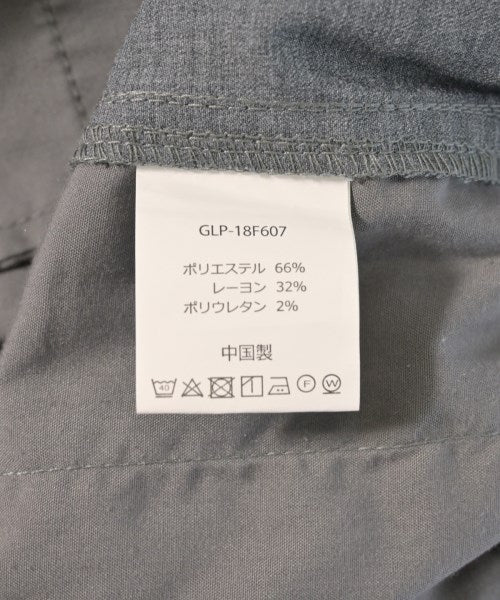 GLP-18F607
ポリエステル 66%
レーヨン 32%
ポリウレタン 2%
中国製
40 F W